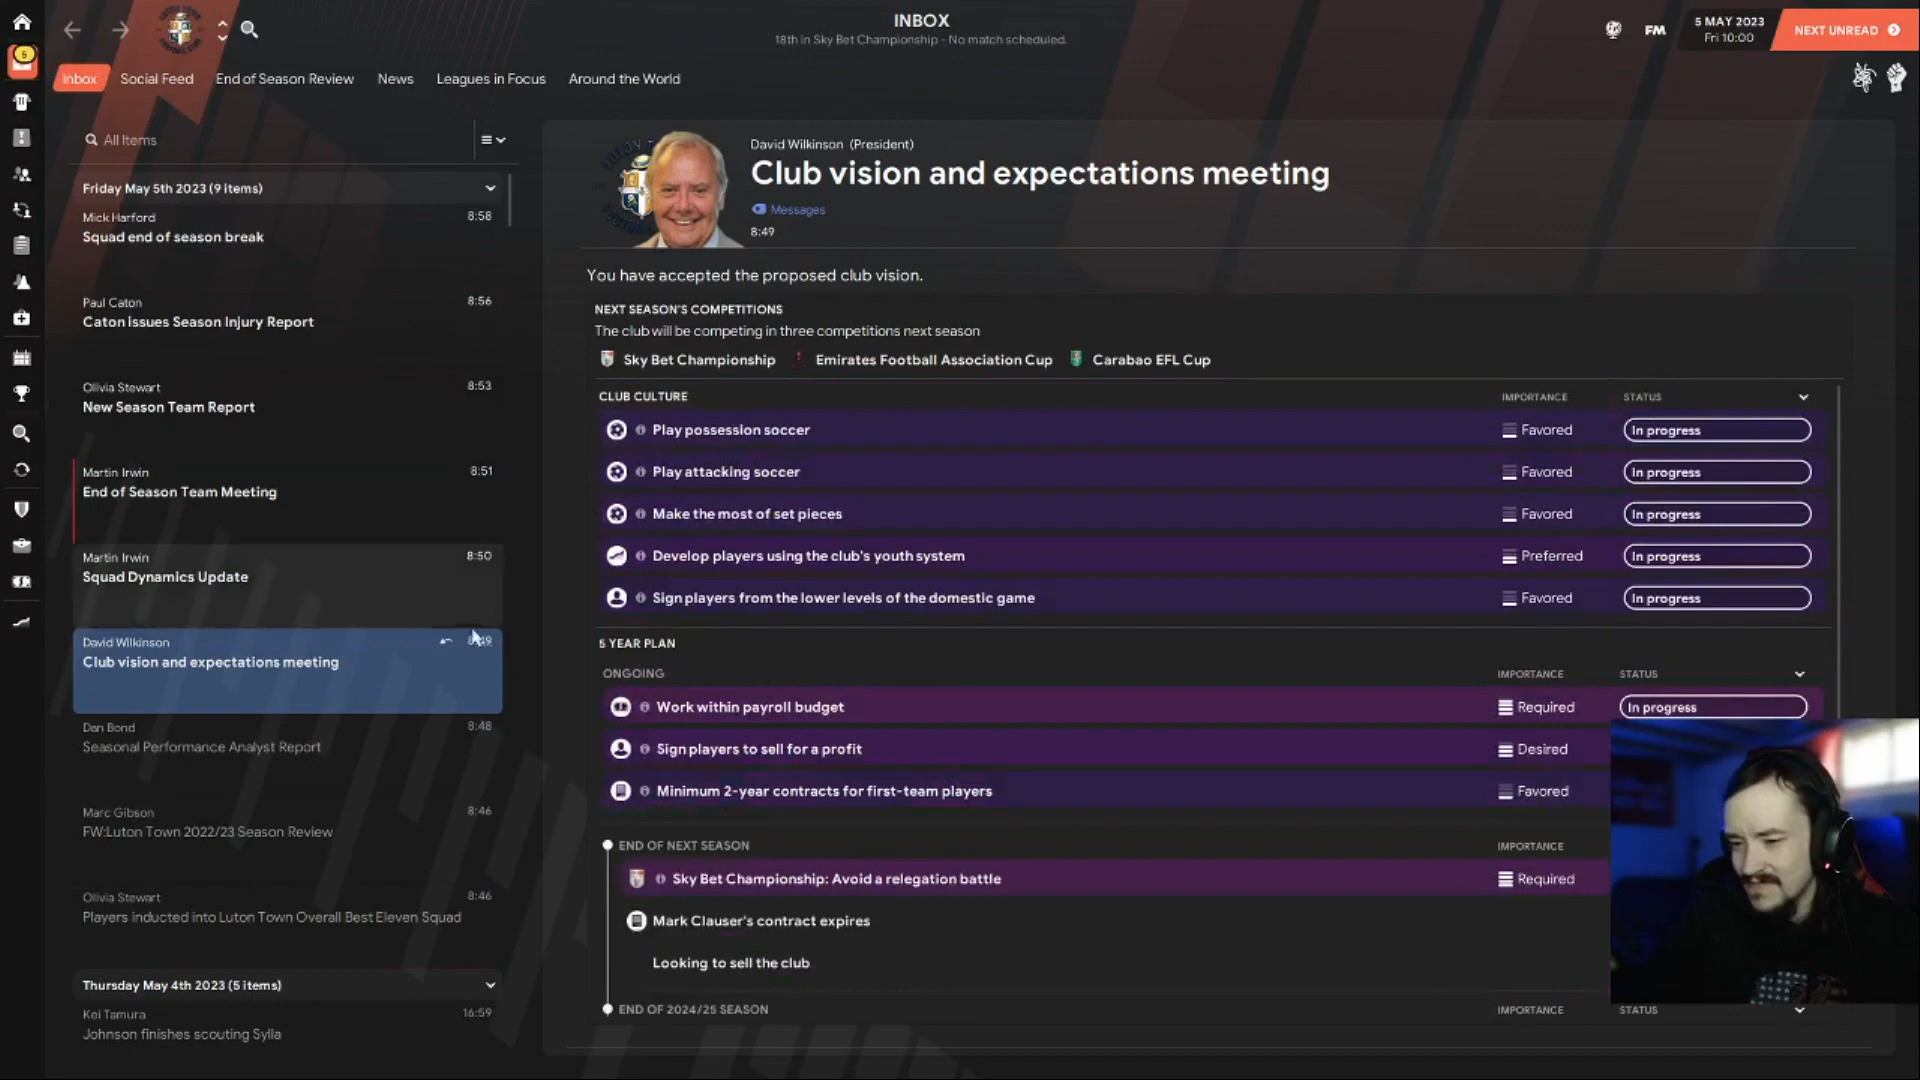 INBOX
18th in Sky Bet Championship - No match scheduled.
FM
5 MAY 2023
Fri 10:00
NEXT UNREAD
5
Inbox
Social Feed
End of Season Review
News
Leagues in Focus
Around the World
All Items
Friday May 5th 2023 (9 items)
Mick Harford
8:58
Squad end of season break
Paul Caton
8:56
Caton Issues Season Injury Report
Olivia Stewart
8:53
New Season Team Report
Martin Irwin
8:51
End of Season Team Meeting
Martin Irwin
8:50
Squad Dynamics Update
David Wilkinson
8:49
Club vision and expectations meeting
Dan Bond
8:48
Seasonal Performance Analyst Report
Marc Gibson
8:46
FW:Luton Town 2022/23 Season Review
Olivia Stewart
8:46
Players inducted into Luton Town Overall Best Eleven Squad
Thursday May 4th 2023 (5 items)
Kei Tamura
16:59
Johnson finishes scouting Sylla
David Wilkinson (President)
Club vision and expectations meeting
Messages
8:49
You have accepted the proposed club vision.
NEXT SEASON'S COMPETITIONS
The club will be competing in three competitions next season
Sky Bet Championship
Emirates Football Association Cup
Carabao EFL Cup
CLUB CULTURE
IMPORTANCE
STATUS
Play possession soccer
Favored
In progress
Play attacking soccer
Favored
In progress
Make the most of set pieces
Favored
In progress
Develop players using the club's youth system
Preferred
In progress
Sign players from the lower levels of the domestic game
Favored
In progress
5 YEAR PLAN
ONGOING
IMPORTANCE
STATUS
Work within payroll budget
Required
In progress
Sign players to sell for a profit
Desired
Minimum 2-year contracts for first-team players
Favored
END OF NEXT SEASON
IMPORTANCE
Sky Bet Championship: Avoid a relegation battle
Required
Mark Clauser's contract expires
Looking to sell the club
END OF 2024/25 SEASON
IMPORTANCE
STATUS